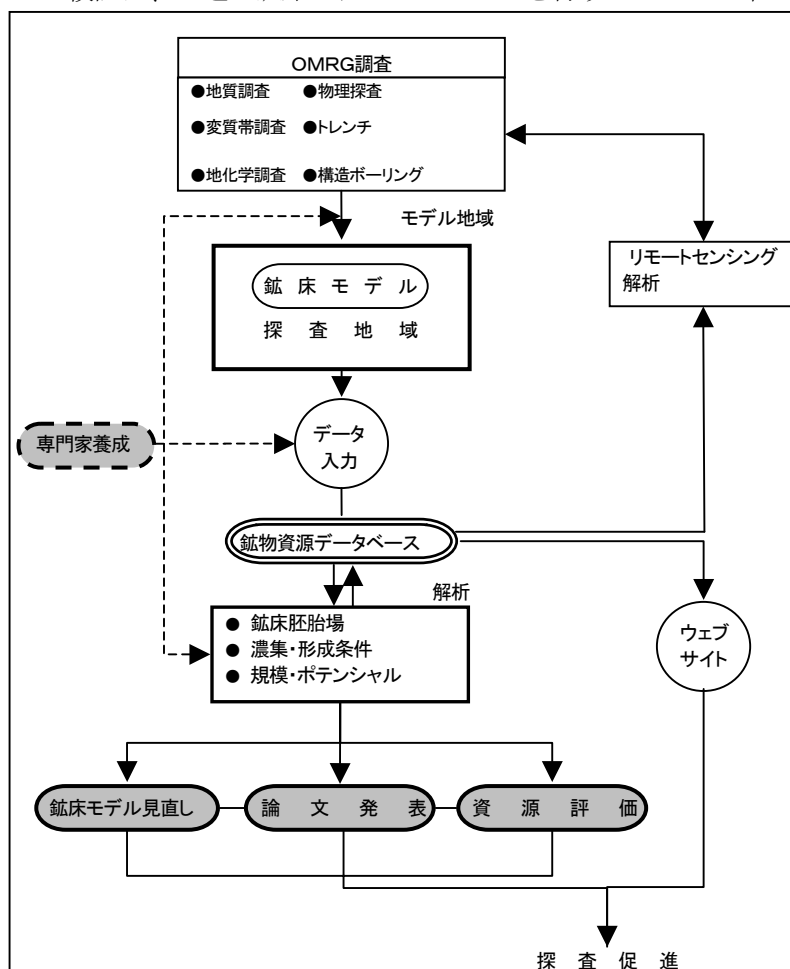 OMRG調査
●地質調査 ●物理探査
●変質帯調査 ●トレンチ
●地化学調査 ●構造ボーリング
モデル地域
リモートセンシング
解析
鉱床モデル
探査地域
専門家養成
データ
入力
鉱物資源データベース
解析
● 鉱床胚胎場
● 濃集・形成条件
● 規模・ポテンシャル
ウェブ
サイト
鉱床モデル見直し
論文発表
資源評価
探査促進